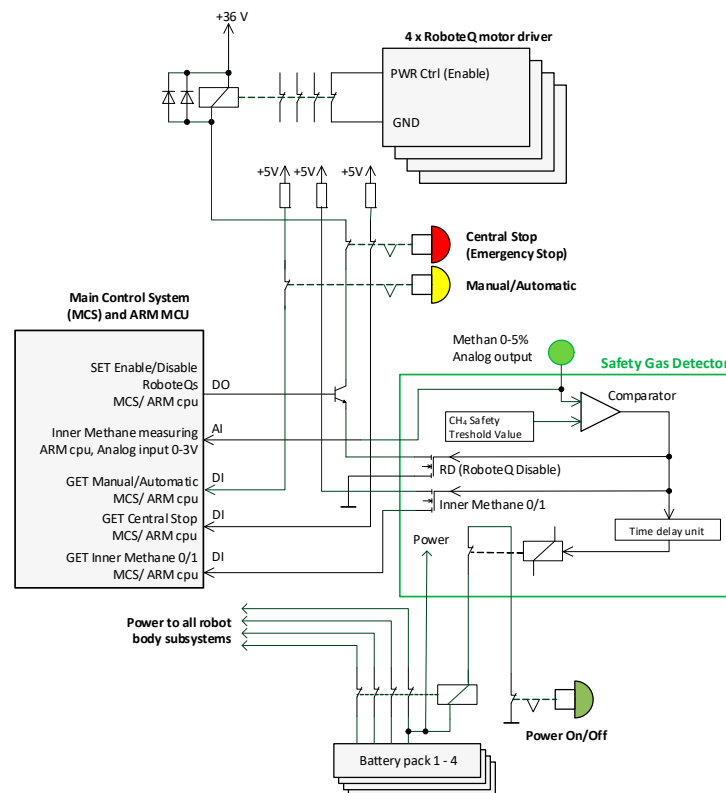 +36 V
4 x RoboteQ motor driver
PWR Ctrl (Enable)
GND
+5V
+5V
+5V
Central Stop
(Emergency Stop)
Manual/Automatic
Main Control System
(MCS) and ARM MCU
SET Enable/Disable
RoboteQs
MCS/ ARM cpu
DO
Inner Methane measuring
ARM cpu, Analog input 0-3V
AI
GET Manual/Automatic
MCS/ ARM cpu
DI
GET Central Stop
MCS/ ARM cpu
DI
GET Inner Methane 0/1
MCS/ ARM cpu
DI
Methan 0-5%
Analog output
Safety Gas Detector
Comparator
CH₄ Safety
Treshold Value
RD (RoboteQ Disable)
Inner Methane 0/1
Time delay unit
Power
Power to all robot
body subsystems
Power On/Off
Battery pack 1 - 4